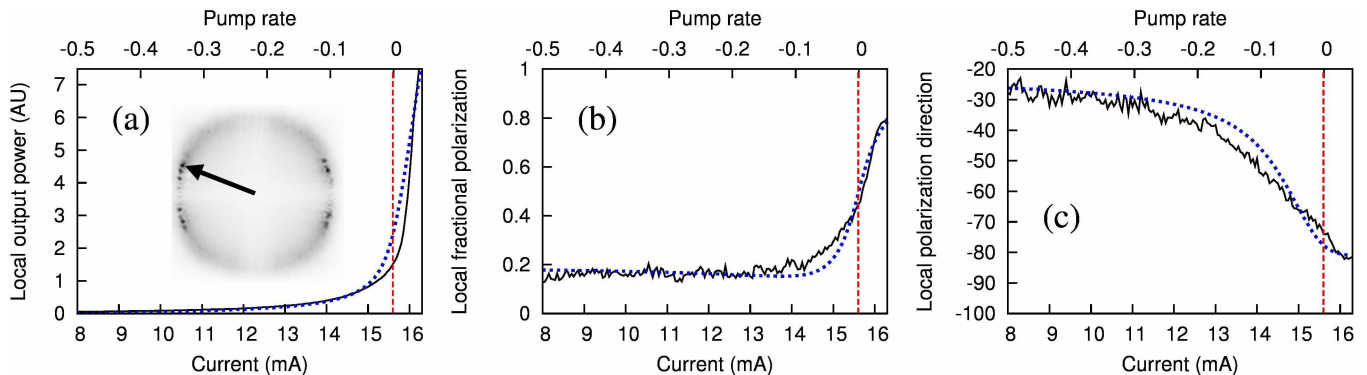 Pump rate
-0.5 -0.4 -0.3 -0.2 -0.1 0
Local output power (AU)
7
6
5
4
3
2
1
0
(a)
8 9 10 11 12 13 14 15 16
Current (mA)
Pump rate
-0.5 -0.4 -0.3 -0.2 -0.1 0
Local fractional polarization
1
0.8
0.6
0.4
0.2
0
(b)
8 9 10 11 12 13 14 15 16
Current (mA)
Pump rate
-0.5 -0.4 -0.3 -0.2 -0.1 0
Local polarization direction
-20
-30
-40
-50
-60
-70
-80
-90
-100
(c)
8 9 10 11 12 13 14 15 16
Current (mA)